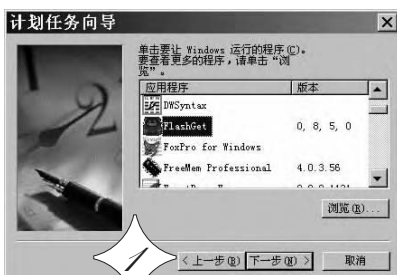 计划任务向导
单击要让 Windows 运行的程序(C)。
要查看更多的程序，请单击“浏
览”。
应用程序 版本
DWSyntax
FlashGet 0, 8, 5, 0
FoxPro for Windows
FreeMem Professional 4.0.3.56
浏览(R)...
1
< 上一步(B) 下一步(N) > 取消